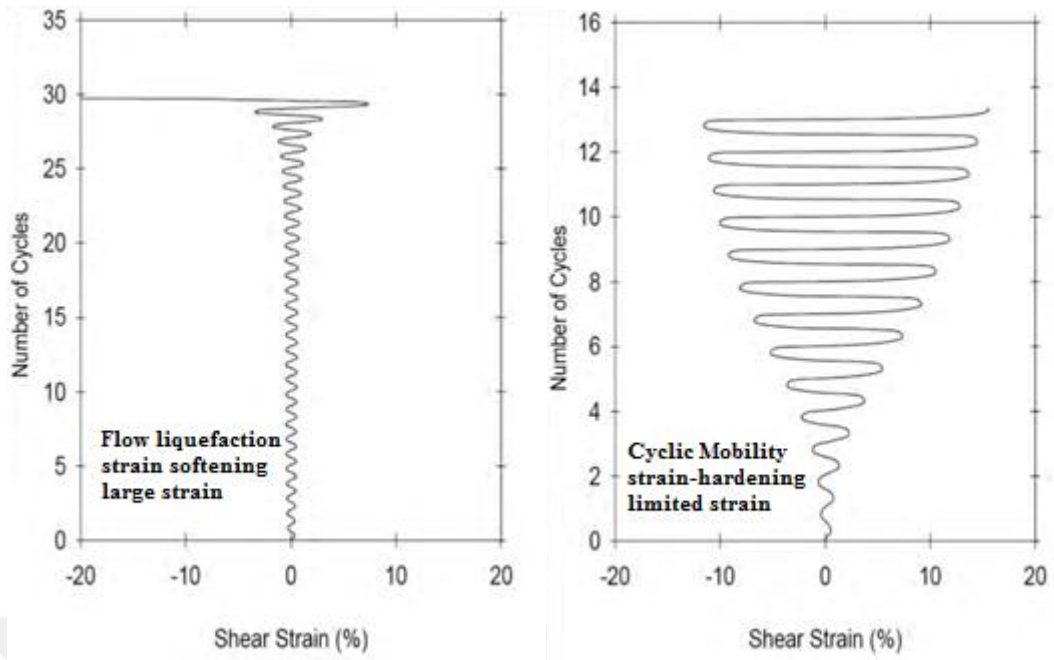 35
30
25
20
15
10
5
0
Number of Cycles
Flow liquefaction
strain softening
large strain
-20 -10 0 10 20
Shear Strain (%)
16
14
12
10
8
6
4
2
0
Number of Cycles
Cyclic Mobility
strain-hardening
limited strain
-20 -10 0 10 20
Shear Strain (%)